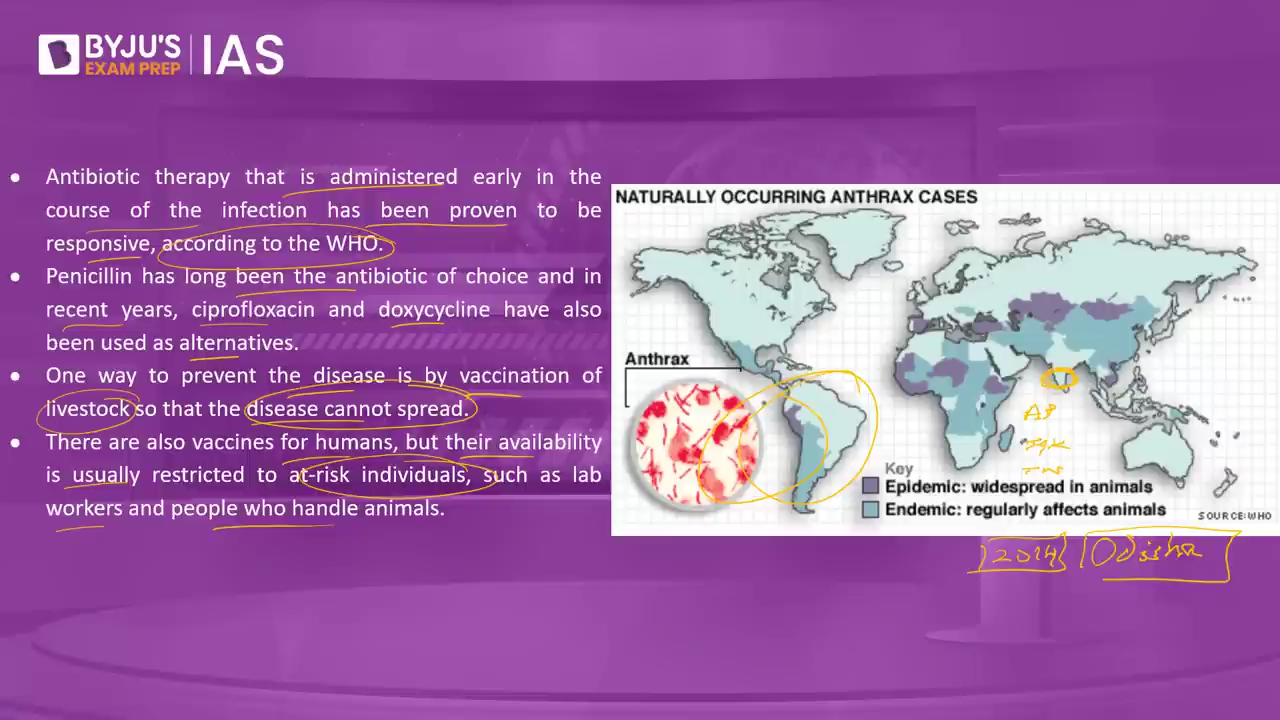 BYJU'S
EXAM PREP
IAS
• Antibiotic therapy that is administered early in the
course of the infection has been proven to be
responsive, according to the WHO.
• Penicillin has long been the antibiotic of choice and in
recent years, ciprofloxacin and doxycycline have also
been used as alternatives.
• One way to prevent the disease is by vaccination of
livestock so that the disease cannot spread.
• There are also vaccines for humans, but their availability
is usually restricted to at-risk individuals, such as lab
workers and people who handle animals.
NATURALLY OCCURRING ANTHRAX CASES
Anthrax
AP
J&K
TN
Key
Epidemic: widespread in animals
Endemic: regularly affects animals
SOURCE:WHO
2014 Odisha